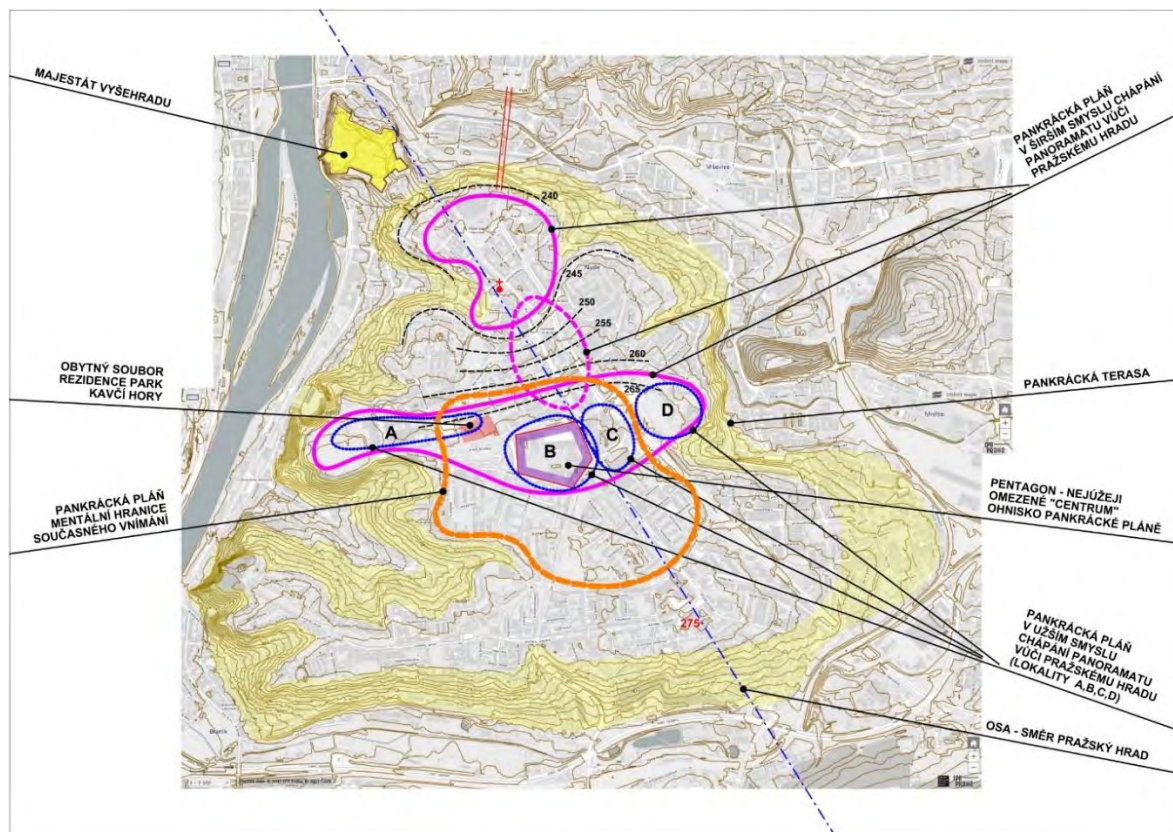 MAJESTÁT VYŠEHRADU
PANKRÁCKÁ PLÁŇ
V ŠIRŠÍM SMYSLU CHÁPÁNÍ
PANORAMATU VŮČI
PRAŽSKÉMU HRADU
240
245
250
255
260
265
OBYTNÝ SOUBOR
REZIDENCE PARK
KAVČÍ HORY
PANKRÁCKÁ TERASA
A
B
C
D
PANKRÁCKÁ PLÁŇ
MENTÁLNÍ HRANICE
SOUČASNÉHO VNÍMÁNÍ
PENTAGON - NEJÚŽEJI
OMEZENÉ "CENTRUM"
OHNISKO PANKRÁCKÉ PLÁNĚ
275
PANKRÁCKÁ PLÁŇ
V UŽŠÍM SMYSLU
CHÁPÁNÍ PANORAMATU
VŮČI PRAŽSKÉMU HRADU
(LOKALITY A,B,C,D)
OSA - SMĚR PRAŽSKÝ HRAD